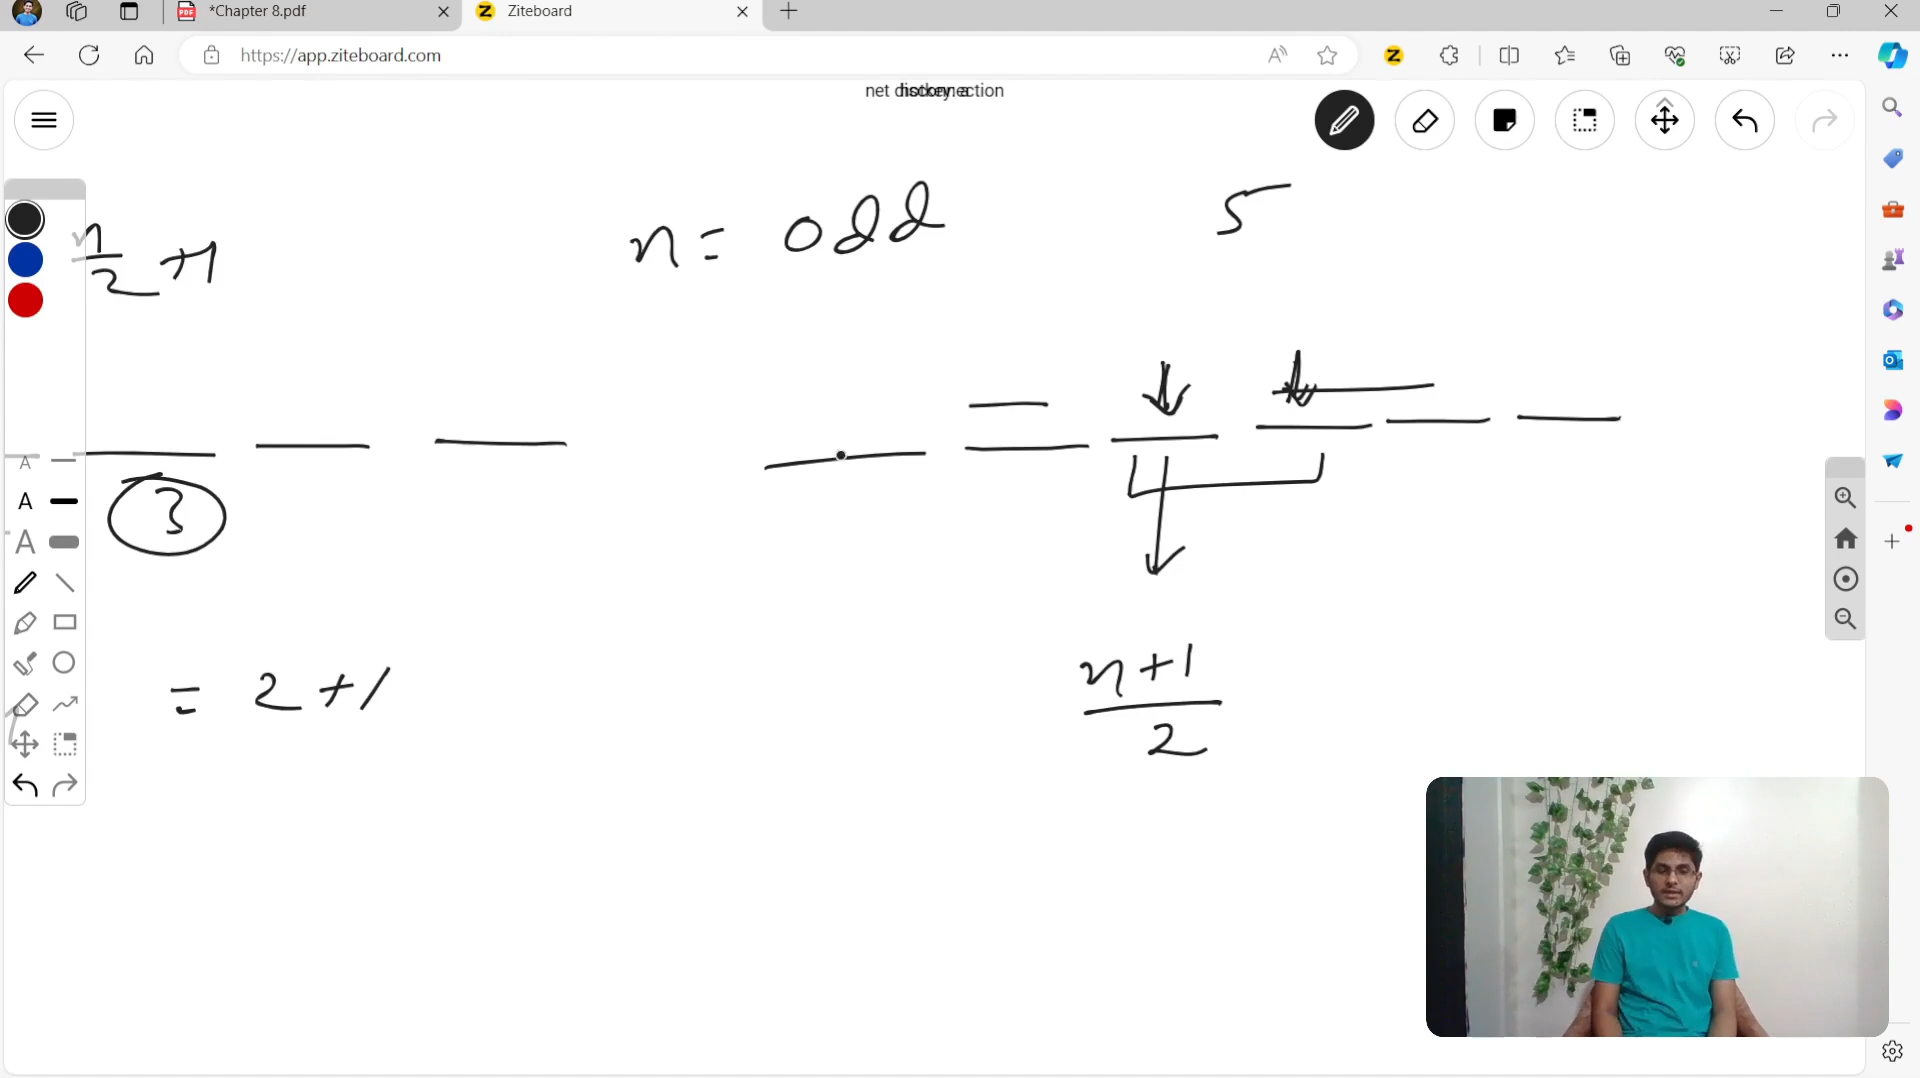 *Chapter 8.pdf
Ziteboard
https://app.ziteboard.com
n/2 +1
n = odd
5
3
= 2 +1
n+1
2
A
A
A